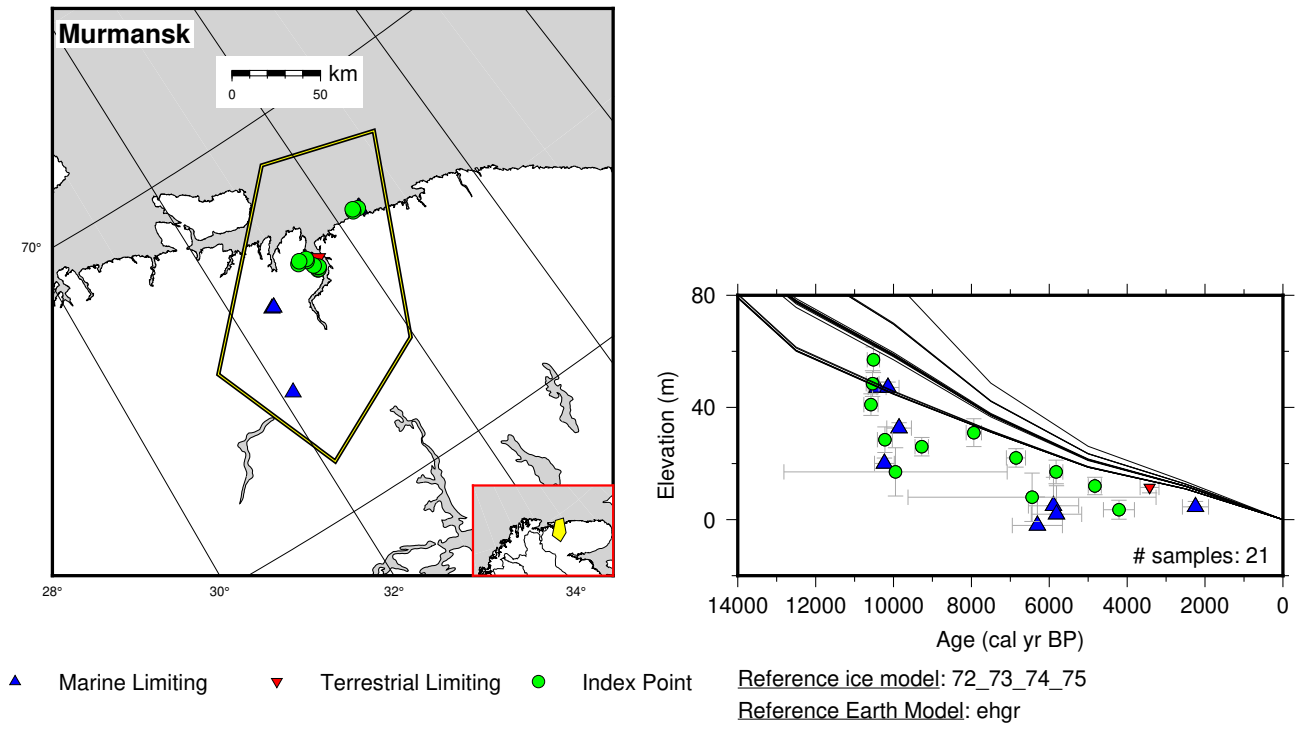 Murmansk
km
0 50
70°
28° 30° 32° 34°
80
40
0
Elevation (m)
# samples: 21
14000 12000 10000 8000 6000 4000 2000 0
Age (cal yr BP)
Marine Limiting Terrestrial Limiting Index Point
Reference ice model: 72_73_74_75
Reference Earth Model: ehgr